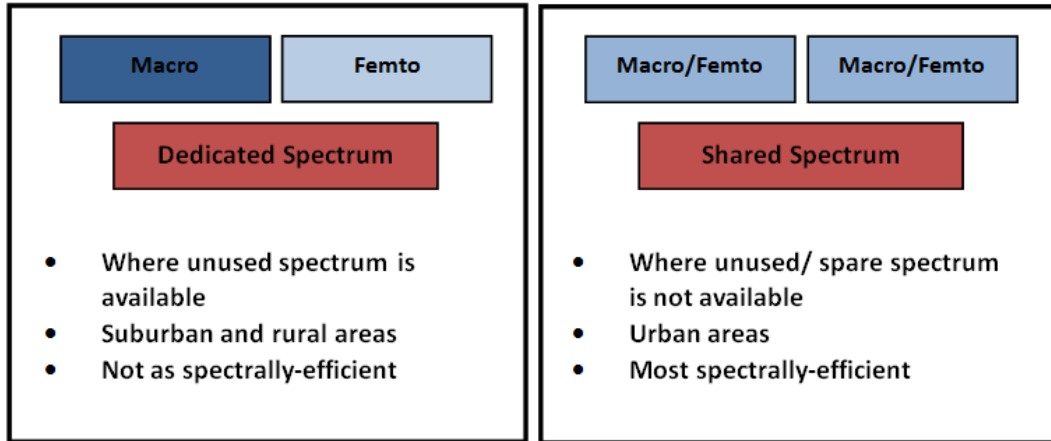 Macro
Femto
Dedicated Spectrum
• Where unused spectrum is
available
• Suburban and rural areas
• Not as spectrally-efficient
Macro/Femto
Macro/Femto
Shared Spectrum
• Where unused/ spare spectrum
is not available
• Urban areas
• Most spectrally-efficient